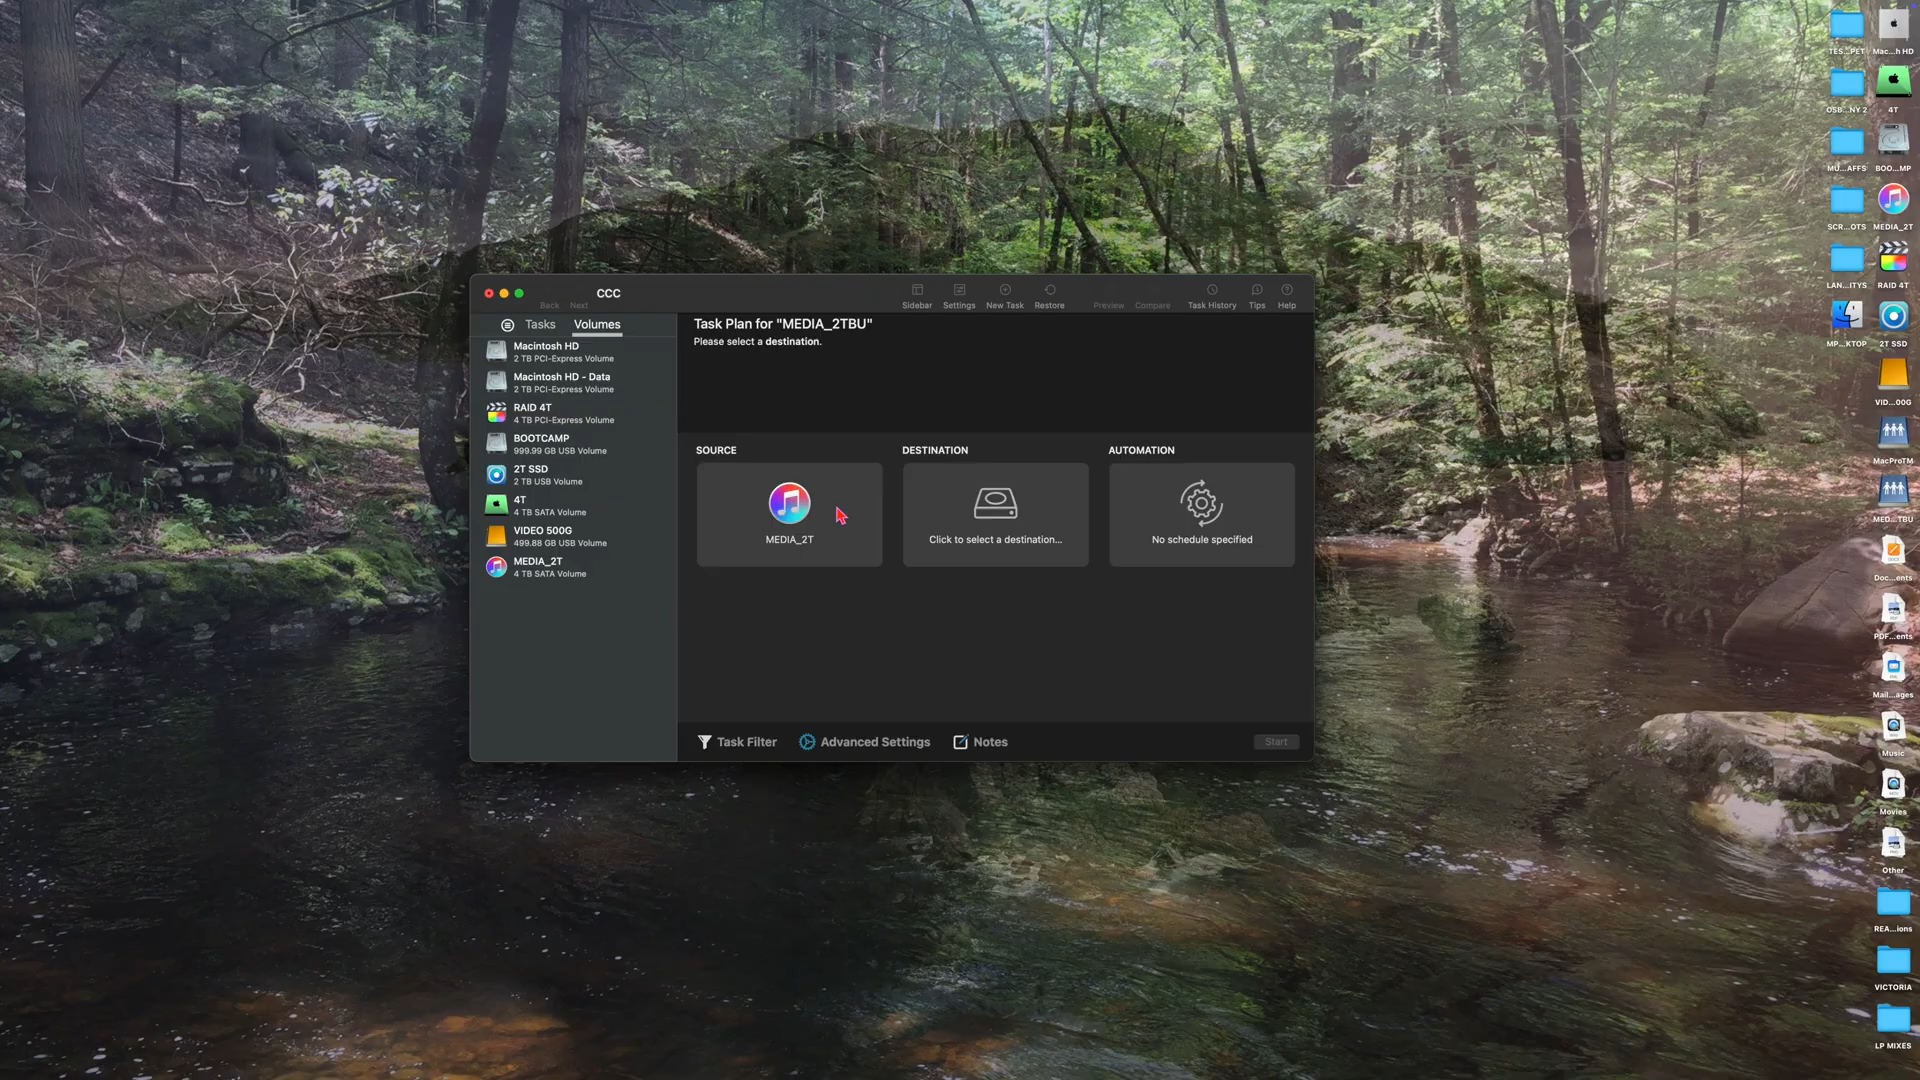 CCC
Back
Next
Sidebar
Settings
New Task
Restore
Preview
Compare
Task History
Tips
Help
Tasks
Volumes
Macintosh HD
2 TB PCI-Express Volume
Macintosh HD - Data
2 TB PCI-Express Volume
RAID 4T
4 TB PCI-Express Volume
BOOTCAMP
999.99 GB USB Volume
2T SSD
2 TB USB Volume
4T
4 TB SATA Volume
VIDEO 500G
499.88 GB USB Volume
MEDIA_2T
4 TB SATA Volume
Task Plan for "MEDIA_2TBU"
Please select a destination.
SOURCE
DESTINATION
AUTOMATION
MEDIA_2T
Click to select a destination...
No schedule specified
Task Filter
Advanced Settings
Notes
Start
TES...PET
Mac...h HD
OSB...NY 2
4T
MU...AFFS
BOO...MP
SCR...OTS
MEDIA_2T
LAN...ITYS
RAID 4T
MP...KTOP
2T SSD
VID...00G
MacProTM
MED...TBU
Doc...ents
PDF...ents
Mail...ages
Music
Movies
Other
REA...ions
VICTORIA
LP MIXES